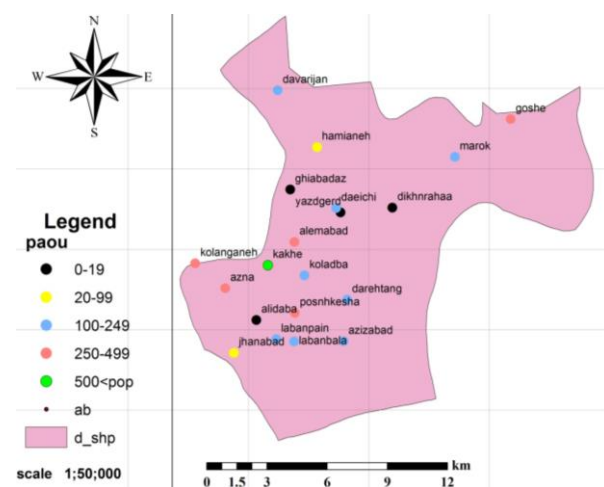 N
W E
S
davarijan
goshe
hamianeh
marok
ghiabadaz
yazdgerd daeichi dikhnrahaa
alemabad
kolanganeh
kakhe
koladba
azna
darehtang
posnhkesha
alidaba
labanpain
azizabad
jhanabad
labanbala
Legend
paou
0-19
20-99
100-249
250-499
500<pop
ab
d_shp
scale 1;50;000
km
0 1.5 3 6 9 12